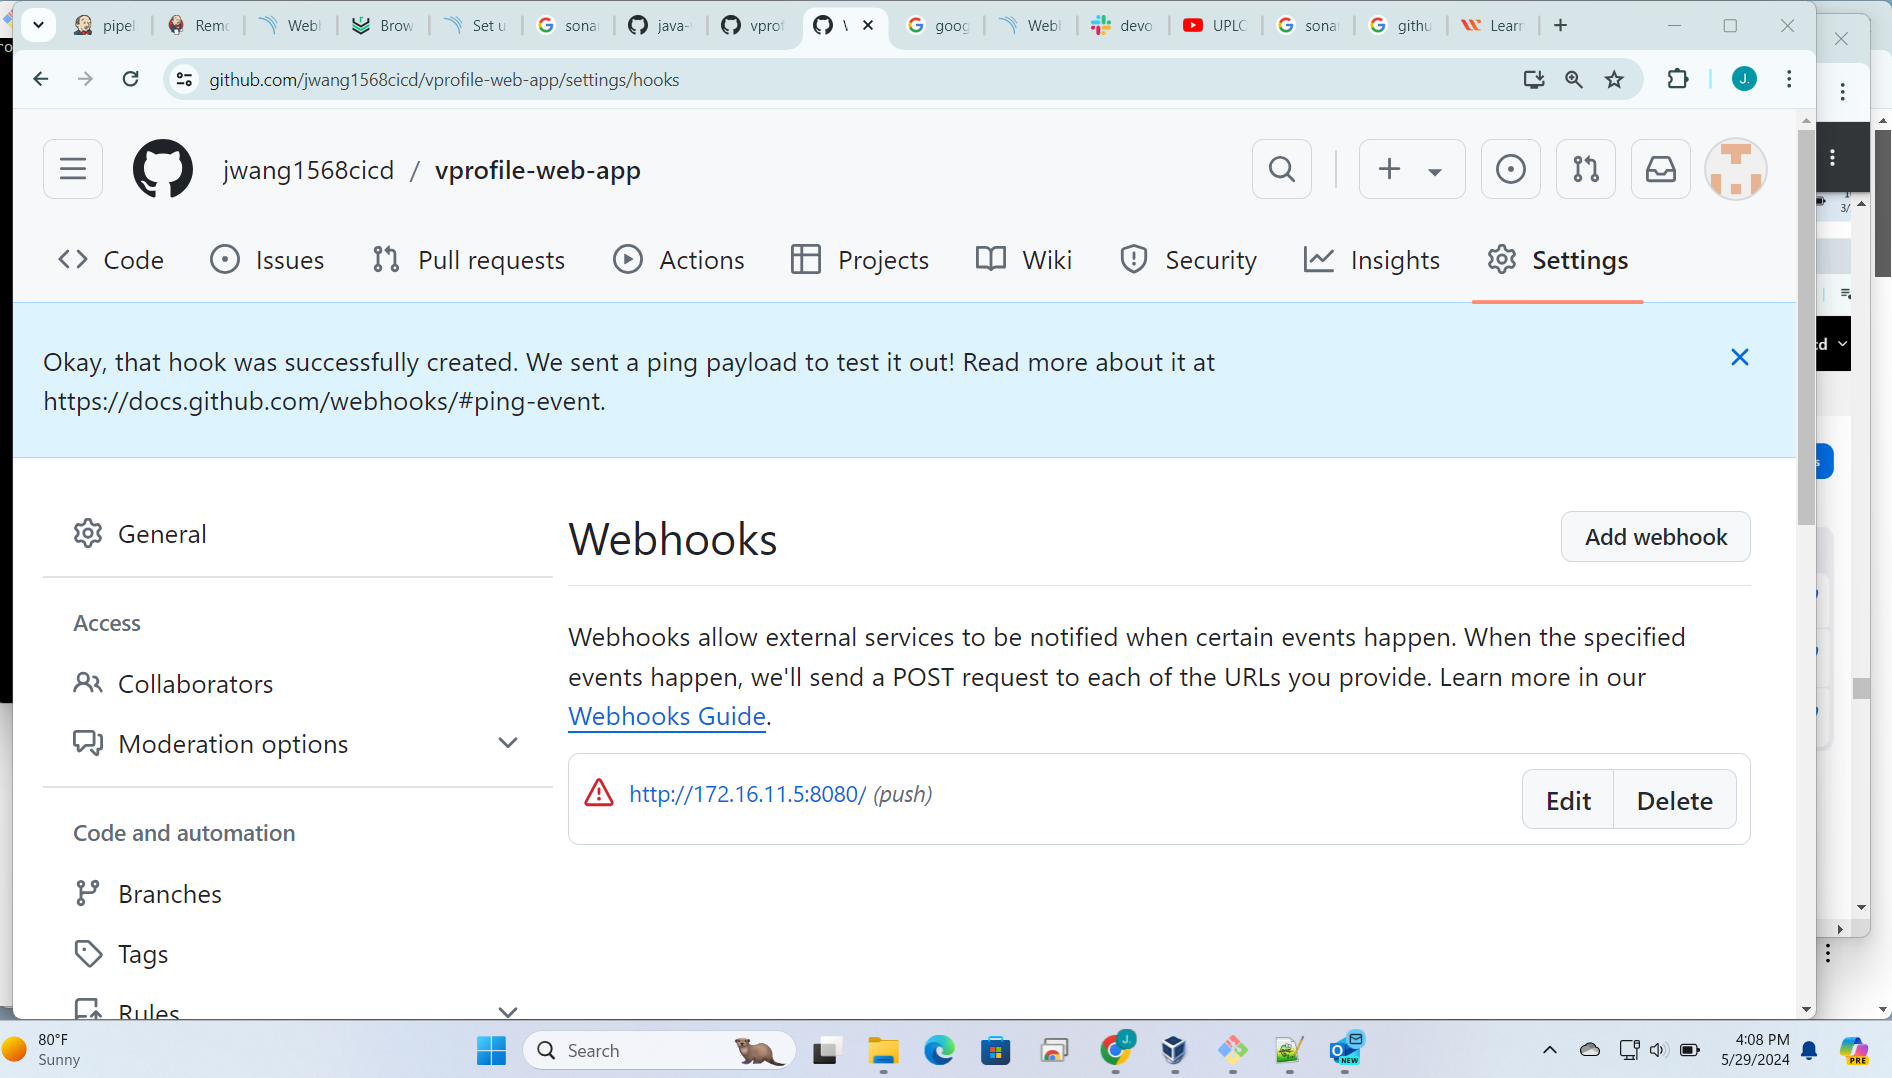 pipel
Remo
Webh
Brow
Set u
sonar
java-
vprof
goog
Webh
devo
UPLO
sonar
githu
Learn
github.com/jwang1568cicd/vprofile-web-app/settings/hooks
J.
jwang1568cicd / vprofile-web-app
Code
Issues
Pull requests
Actions
Projects
Wiki
Security
Insights
Settings
Okay, that hook was successfully created. We sent a ping payload to test it out! Read more about it at
https://docs.github.com/webhooks/#ping-event.
General
Access
Collaborators
Moderation options
Code and automation
Branches
Tags
Rules
Webhooks
Add webhook
Webhooks allow external services to be notified when certain events happen. When the specified
events happen, we'll send a POST request to each of the URLs you provide. Learn more in our
Webhooks Guide.
http://172.16.11.5:8080/ (push)
Edit
Delete
3/
cd
s
80°F
Sunny
Search
J.
NEW
4:08 PM
5/29/2024
PRE